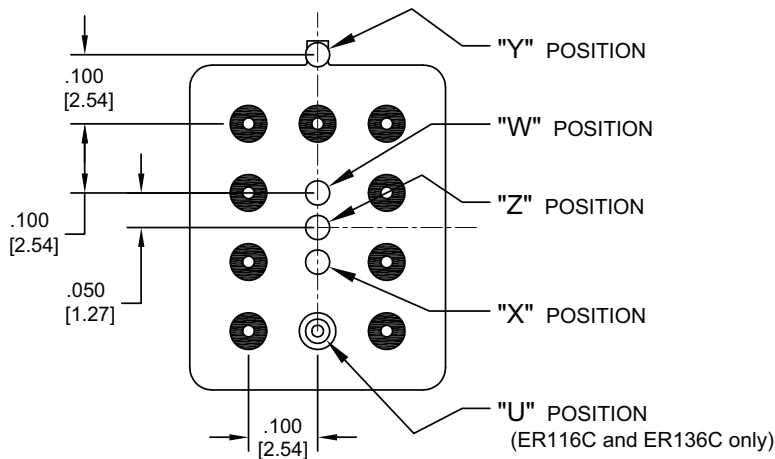 "Y" POSITION
.100
[2.54]
"W" POSITION
"Z" POSITION
.100
[2.54]
.050
[1.27]
"X" POSITION
"U" POSITION
(ER116C and ER136C only)
.100
[2.54]